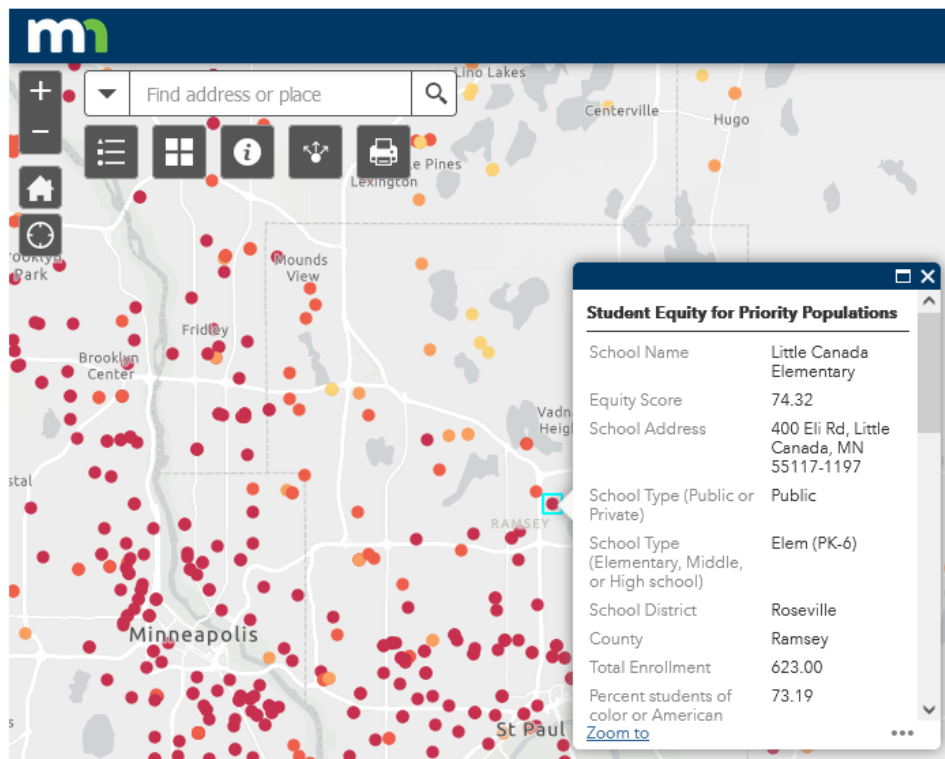 mn
Find address or place
Lino Lakes
Centerville
Hugo
e Pines
Lexington
Brooklyn
Park
Mounds
View
Fridley
Brooklyn
Center
Vadn
Heig
stal
RAMSEY
Minneapolis
St Paul
Student Equity for Priority Populations
School Name Little Canada
Elementary
Equity Score 74.32
School Address 400 Eli Rd, Little
Canada, MN
55117-1197
School Type (Public or Public
Private)
School Type Elem (PK-6)
(Elementary, Middle,
or High school)
School District Roseville
County Ramsey
Total Enrollment 623.00
Percent students of 73.19
color or American
Zoom to